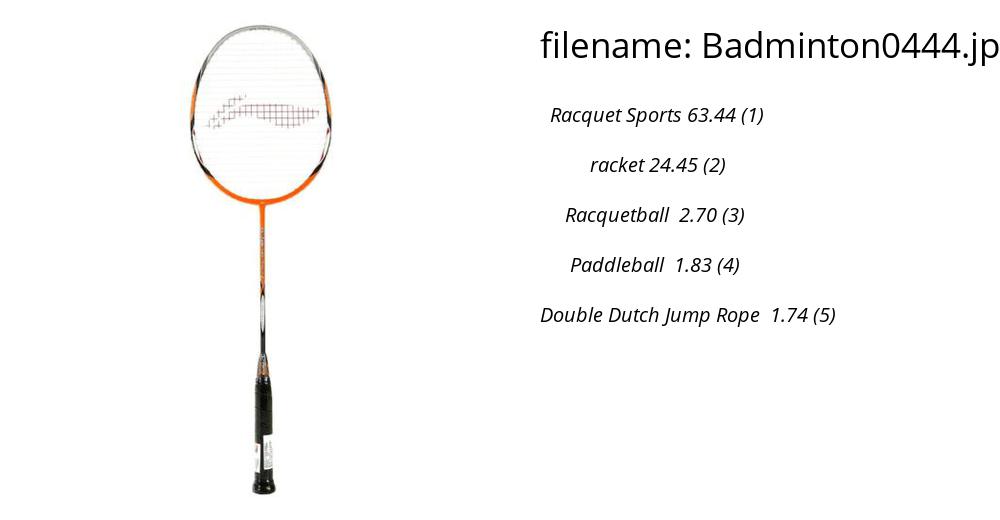 filename: Badminton0444.jp
Racquet Sports 63.44 (1)
racket 24.45 (2)
Racquetball 2.70 (3)
Paddleball 1.83 (4)
Double Dutch Jump Rope 1.74 (5)